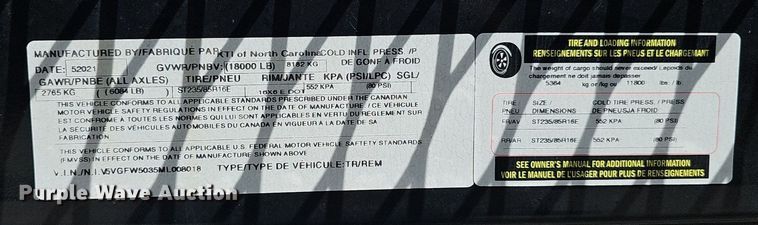 MANUFACTURED BY/FABRIQUE PAR KTI of North Carolina COLD INFL PRESS /P
DATE: 52021 GVWR/PNBV: (18000 LB) 8182 KG DE GONF A FROID
GAWR/PNBE (ALL AXLES) TIRE/PNEU RIM/JANTE KPA (PSI/LPC) SGL/
2765 KG ( 6084 LB) ST235/85R16E 16X6 E DOT 552 KPA (80 PSI)
THIS VEHICLE CONFORMS TO ALL APPLICABLE STANDARDS PRESCRIBED UNDER THE CANADIAN
MOTOR VEHICLE SAFETY REGULATIONS IN EFFECT ON THE DATE OF MANUFACTURE / CE VÉHICULE
EST CONFORME A TOUTES LES NORMES QUI LUI SONT APPLICABLES EN VERTU DU RÈGLEMENT SUR
LA SÉCURITÉ DES VÉHICULES AUTOMOBILES DU CANADA EN VIGUEUR A LA DATE DE SA
THIS VEHICLE CONFORMS TO ALL APPLICABLE U.S. FEDERAL MOTOR VEHICLE SAFTETY STANDARDS
(FMVSS) IN EFFECT ON THE DATE OF MANUFACTURE SHOWN ABOVE
V.I.N./N.I.V 5VGFW5035ML008018 TYPE/TYPE DE VÉHICULE: TR/REM
TIRE AND LOADING INFORMATION
RENSEIGNEMENTS SUR LES PNEUS ET LE CHARGEMENT
The weight of cargo should never exceed/ Lepoids du
chargement ne doit jamais depasser
5364 kg or /kg ou 11800 lbs / lb.
TIRE SIZE COLD TIRE PRESS / PRESS
PNEU DIMENSIONS DE PNEUSJA FROID
FR/AV ST235/85R16E 552 KPA (80 PSI)
RR/AR ST235/85R16E 552 KPA (80 PSI)
SEE OWNER'S MANUAL FOR ADDITIONAL INFORMATION
VOIR LE MANUEL DE L'USAGER POUR PLUS DE RENSEIGNEMENTS
Purple Wave Auction